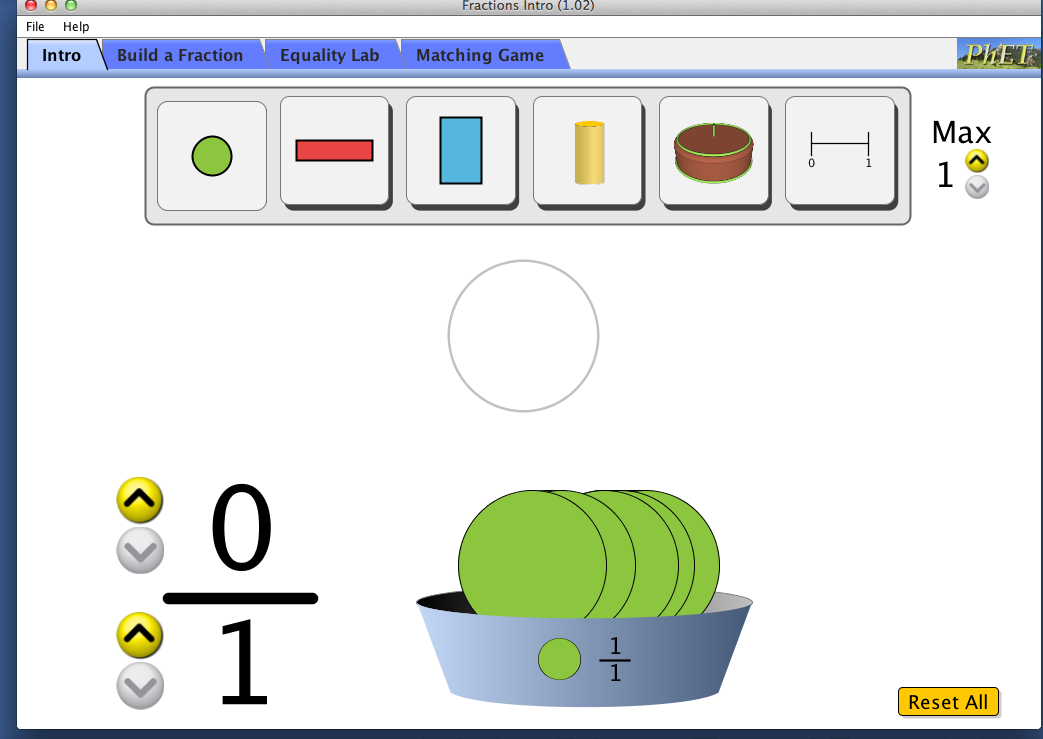 Fractions Intro (1.02)
File Help
Intro Build a Fraction Equality Lab Matching Game PhET
0 1
Max
1
0
1
1
1
Reset All